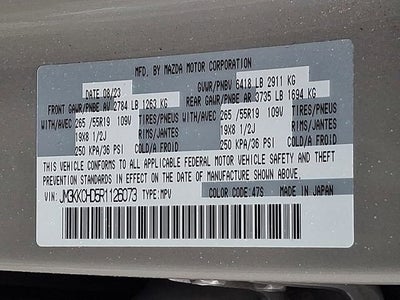 MFD. BY MAZDA MOTOR CORPORATION
DATE 08/23 GVWR/PNBV 6418 LB 2911 KG
FRONT GAWR/PNBE AV 2784 LB 1263 KG REAR GAWR/PNBE AR 3735 LB 1694 KG
WITH/AVEC 265/55R19 109V TIRES/PNEUS WITH/AVEC 265/55R19 109V TIRES/PNEUS
19X8 1/2J RIMS/JANTES 19X8 1/2J RIMS/JANTES
250 KPA/36 PSI COLD/A FROID 250 KPA/36 PSI COLD/A FROID
THIS VEHICLE CONFORMS TO ALL APPLICABLE FEDERAL MOTOR VEHICLE SAFETY AND THEFT
PREVENTION STANDARDS IN EFFECT ON THE DATE OF MANUFACTURE SHOWN ABOVE.
VIN: JM3KKCHD5R1126073 TYPE: MPV COLOR CODE: 47S MADE IN JAPAN